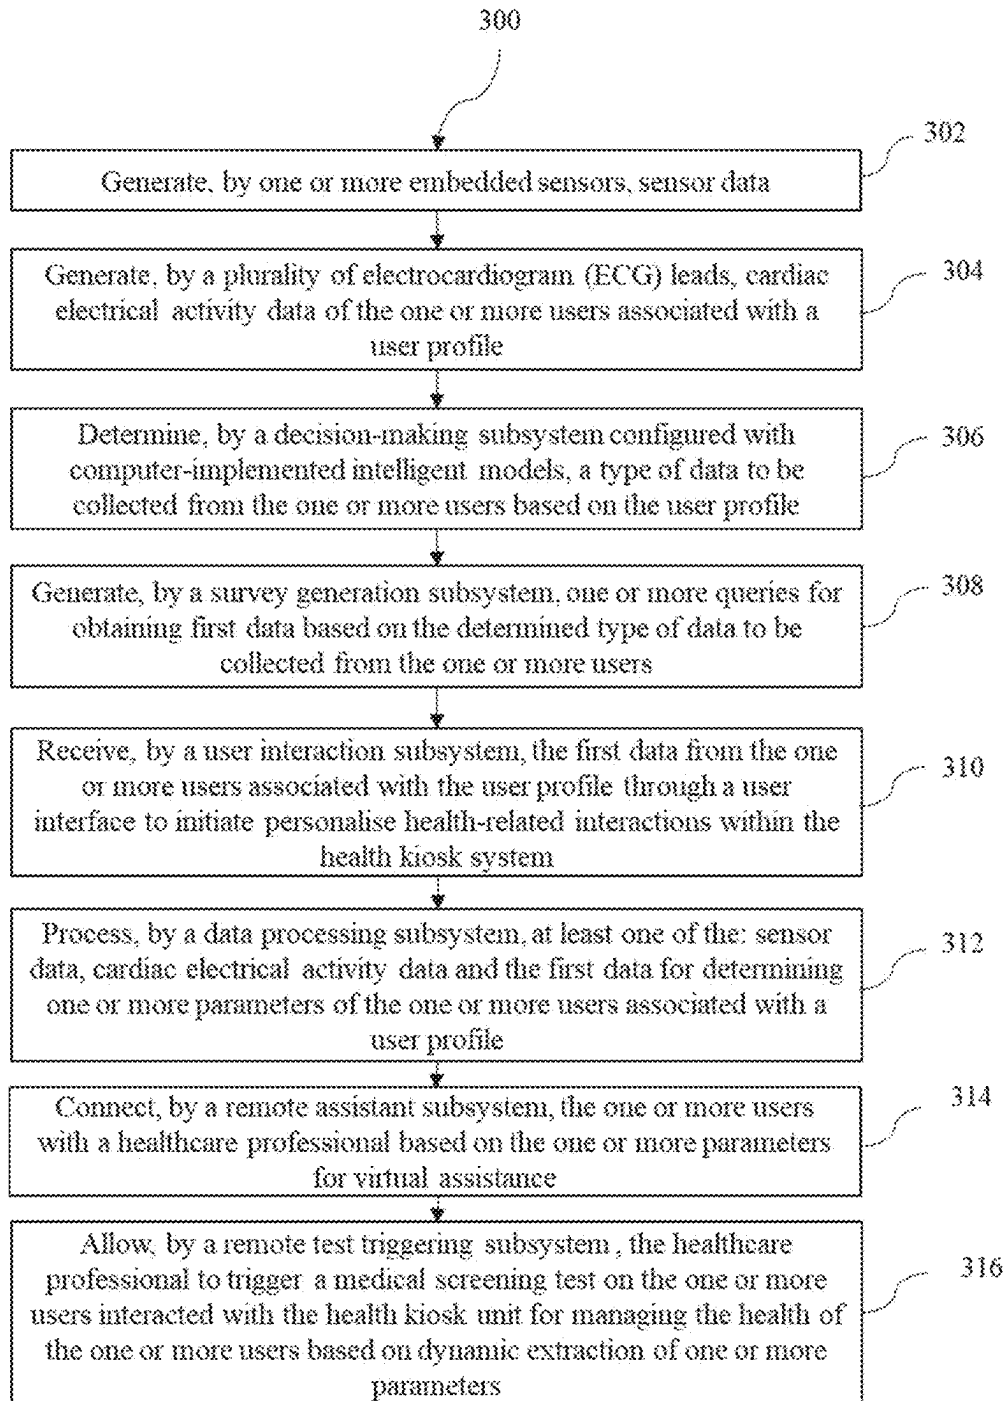 300
302
Generate, by one or more embedded sensors, sensor data
Generate, by a plurality of electrocardiogram (ECG) leads, cardiac
electrical activity data of the one or more users associated with a
user profile
304
Determine, by a decision-making subsystem configured with
computer-implemented intelligent models, a type of data to be
collected from the one or more users based on the user profile
306
Generate, by a survey generation subsystem, one or more queries for
obtaining first data based on the determined type of data to be
collected from the one or more users
308
Receive, by a user interaction subsystem, the first data from the one
or more users associated with the user profile through a user
interface to initiate personalise health-related interactions within the
health kiosk system
310
Process, by a data processing subsystem, at least one of the: sensor
data, cardiac electrical activity data and the first data for determining
one or more parameters of the one or more users associated with a
user profile
312
Connect, by a remote assistant subsystem, the one or more users
with a healthcare professional based on the one or more parameters
for virtual assistance
314
Allow, by a remote test triggering subsystem , the healthcare
professional to trigger a medical screening test on the one or more
users interacted with the health kiosk unit for managing the health of
the one or more users based on dynamic extraction of one or more
parameters
316